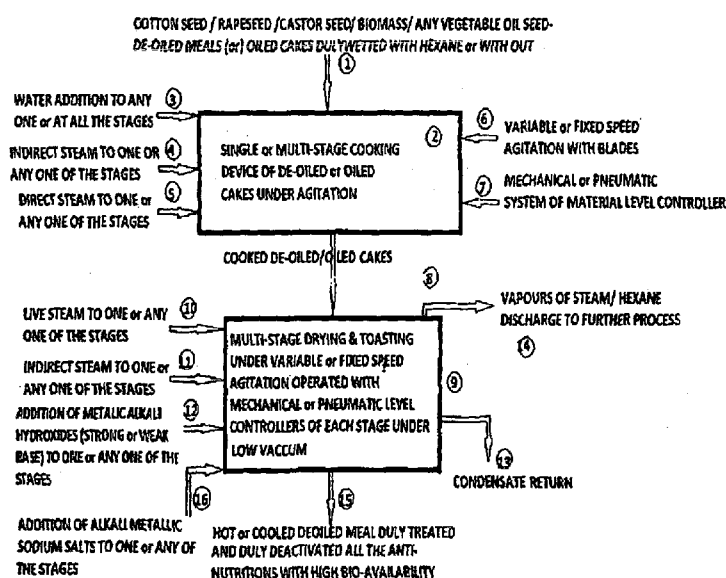 COTTON SEED / RAPESEED /CASTOR SEED/ BIOMASS/ ANY VEGETABLE OIL SEED-
DE-OILED MEALS (or) OILED CAKES DULYWETTED WITH HEXANE or WITH OUT
1
WATER ADDITION TO ANY
ONE or AT ALL THE STAGES
3
INDIRECT STEAM TO ONE OR
ANY ONE OF THE STAGES
4
DIRECT STEAM TO ONE or
ANY ONE OF THE STAGES
5
2
SINGLE or MULTI-STAGE COOKING
DEVICE OF DE-OILED or OILED
CAKES UNDER AGITATION
6
VARIABLE or FIXED SPEED
AGITATION WITH BLADES
7
MECHANICAL or PNEUMATIC
SYSTEM OF MATERIAL LEVEL CONTROLLER
COOKED DE-OILED/OILED CAKES
8
VAPOURS OF STEAM/ HEXANE
DISCHARGE TO FURTHER PROCESS
14
LIVE STEAM TO ONE or ANY
ONE OF THE STAGES
10
INDIRECT STEAM TO ONE or
ANY ONE OF THE STAGES
11
ADDITION OF METALIC ALKALI
HYDROXIDES (STRONG or WEAK
BASE) TO ONE or ANY ONE OF THE
STAGES
12
MULTI-STAGE DRYING & TOASTING
UNDER VARIABLE or FIXED SPEED
AGITATION OPERATED WITH
MECHANICAL or PNEUMATIC LEVEL
CONTROLLERS OF EACH STAGE UNDER
LOW VACCUM
9
13
CONDENSATE RETURN
16
ADDITION OF ALKALI METALLIC
SODIUM SALTS TO ONE or ANY OF
THE STAGES
15
HOT or COOLED DEOILED MEAL DULY TREATED
AND DULY DEACTIVATED ALL THE ANTI-
NUTRITIONS WITH HIGH BIO-AVAILABILITY